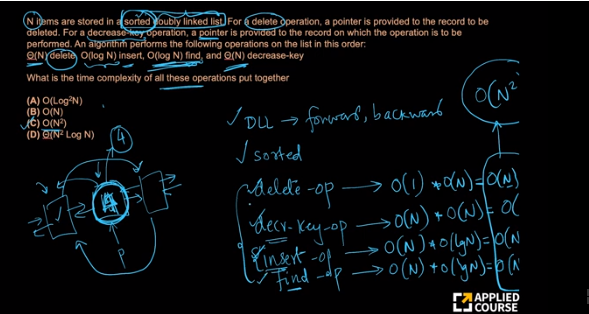 N items are stored in a sorted doubly linked list. For a delete operation, a pointer is provided to the record to be
deleted. For a decrease-key operation, a pointer is provided to the record on which the operation is to be
performed. An algorithm performs the following operations on the list in this order:
Θ(N) delete, O(log N) insert, O(log N) find, and Θ(N) decrease-key
What is the time complexity of all these operations put together
(A) O(Log²N)
(B) O(N)
(C) O(N²)
(D) Θ(N² Log N)
4
P
✓ DLL → forward, backward
✓ sorted
O(N²
✓ delete-op → O(1) * O(N) = O(N)
✓ decr-key-op → O(N) * O(N) = O(
✓ insert-op → O(N) * O(lgN) = O(N
✓ find-op → O(N) * O(lgN) = O(N
APPLIED
COURSE